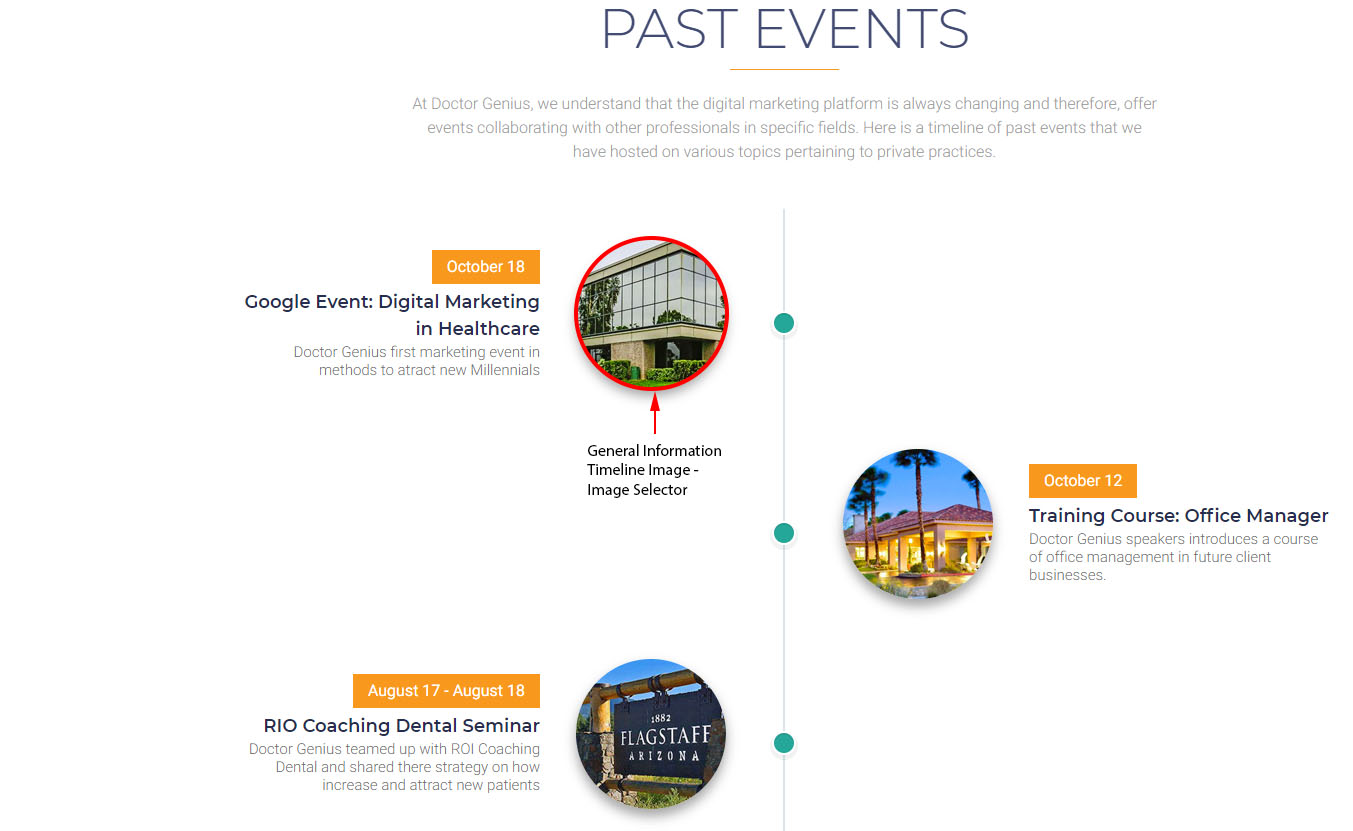 PAST EVENTS
At Doctor Genius, we understand that the digital marketing platform is always changing and therefore, offer
events collaborating with other professionals in specific fields. Here is a timeline of past events that we
have hosted on various topics pertaining to private practices.
October 18
Google Event: Digital Marketing
in Healthcare
Doctor Genius first marketing event in
methods to atract new Millennials
General Information
Timeline Image -
Image Selector
October 12
Training Course: Office Manager
Doctor Genius speakers introduces a course
of office management in future client
businesses.
August 17 - August 18
RIO Coaching Dental Seminar
Doctor Genius teamed up with ROI Coaching
Dental and shared there strategy on how
increase and attract new patients
1882
FLAGSTAFF
ARIZONA